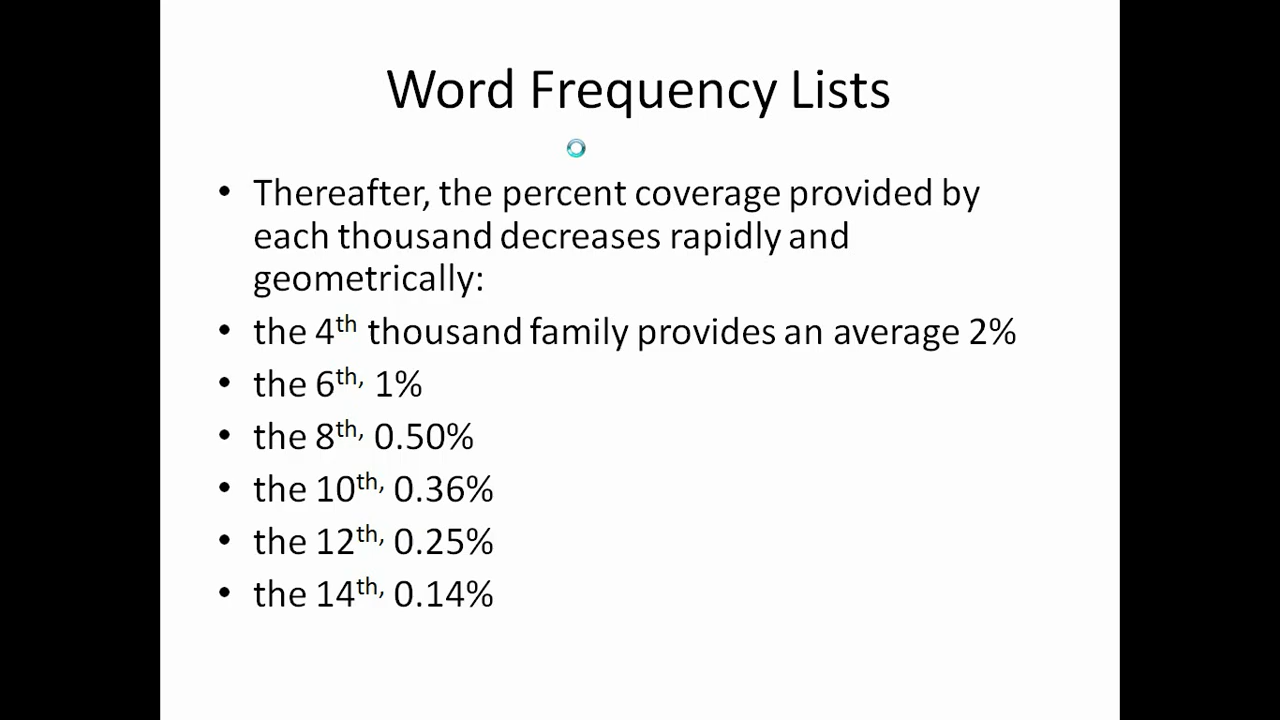 Word Frequency Lists
• Thereafter, the percent coverage provided by
each thousand decreases rapidly and
geometrically:
• the 4th thousand family provides an average 2%
• the 6th, 1%
• the 8th, 0.50%
• the 10th, 0.36%
• the 12th, 0.25%
• the 14th, 0.14%